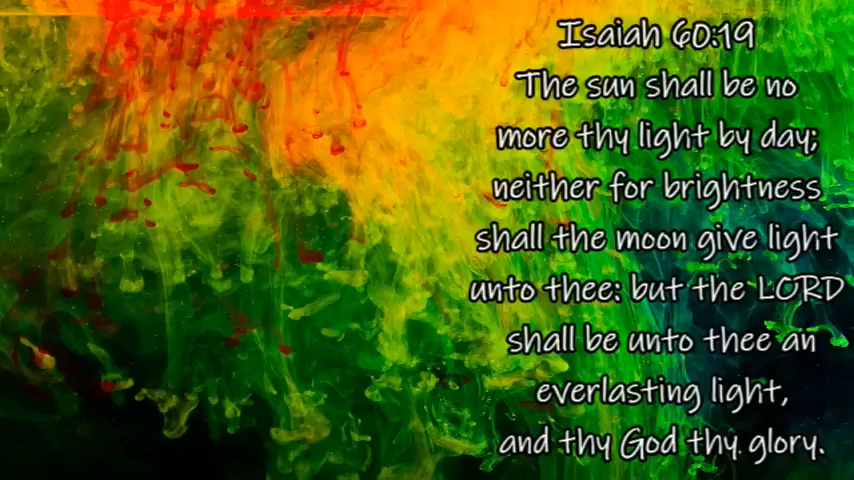 Isaiah 60:19
The sun shall be no
more thy light by day;
neither for brightness
shall the moon give light
unto thee: but the LORD
shall be unto thee an
everlasting light,
and thy God thy glory.